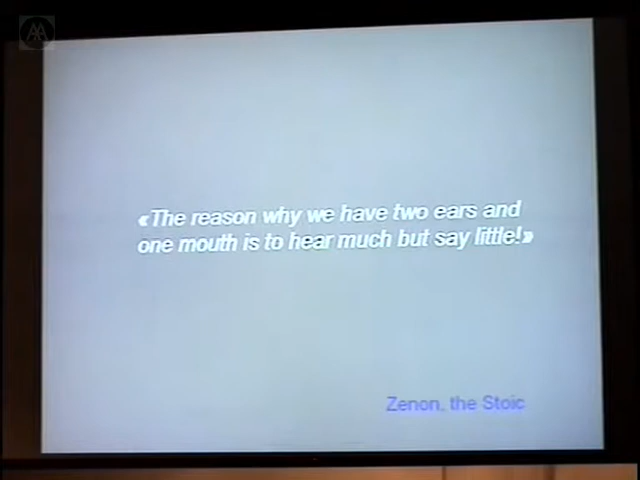 AA
«The reason why we have two ears and
one mouth is to hear much but say little!»
Zenon, the Stoic